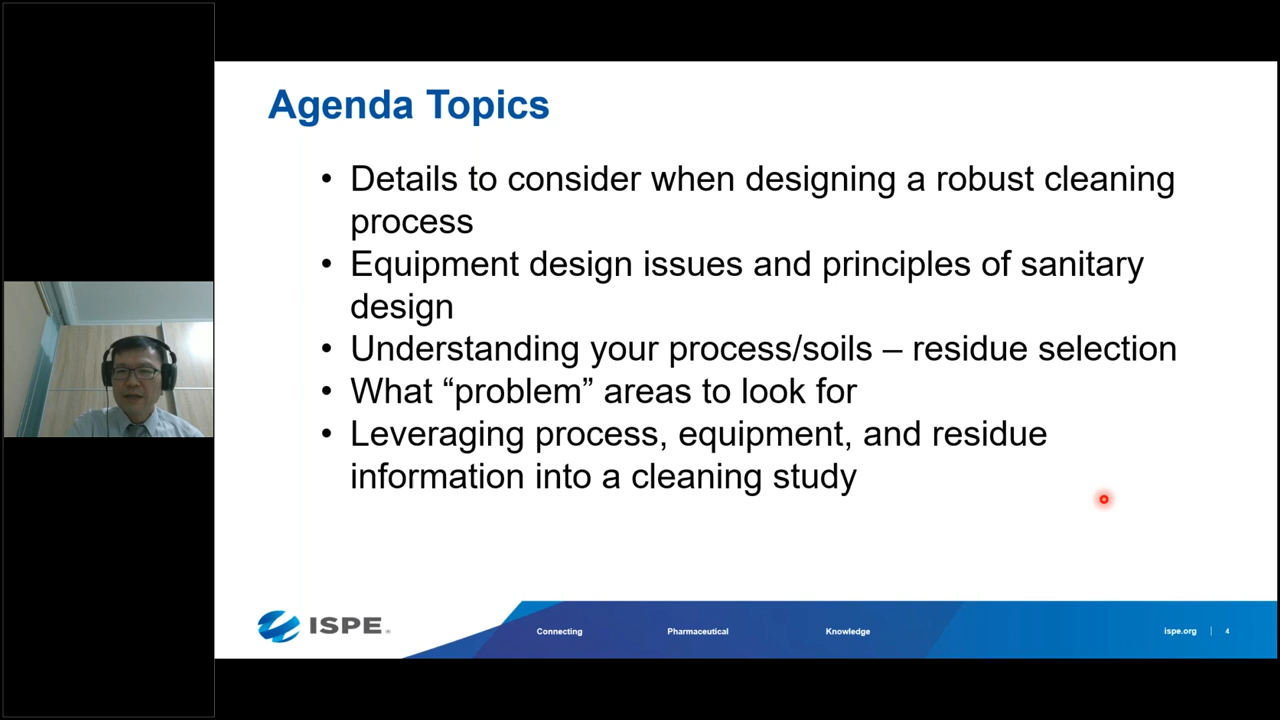 Agenda Topics
• Details to consider when designing a robust cleaning
process
• Equipment design issues and principles of sanitary
design
• Understanding your process/soils – residue selection
• What “problem” areas to look for
• Leveraging process, equipment, and residue
information into a cleaning study
ISPE®
Connecting
Pharmaceutical
Knowledge
ispe.org | 4